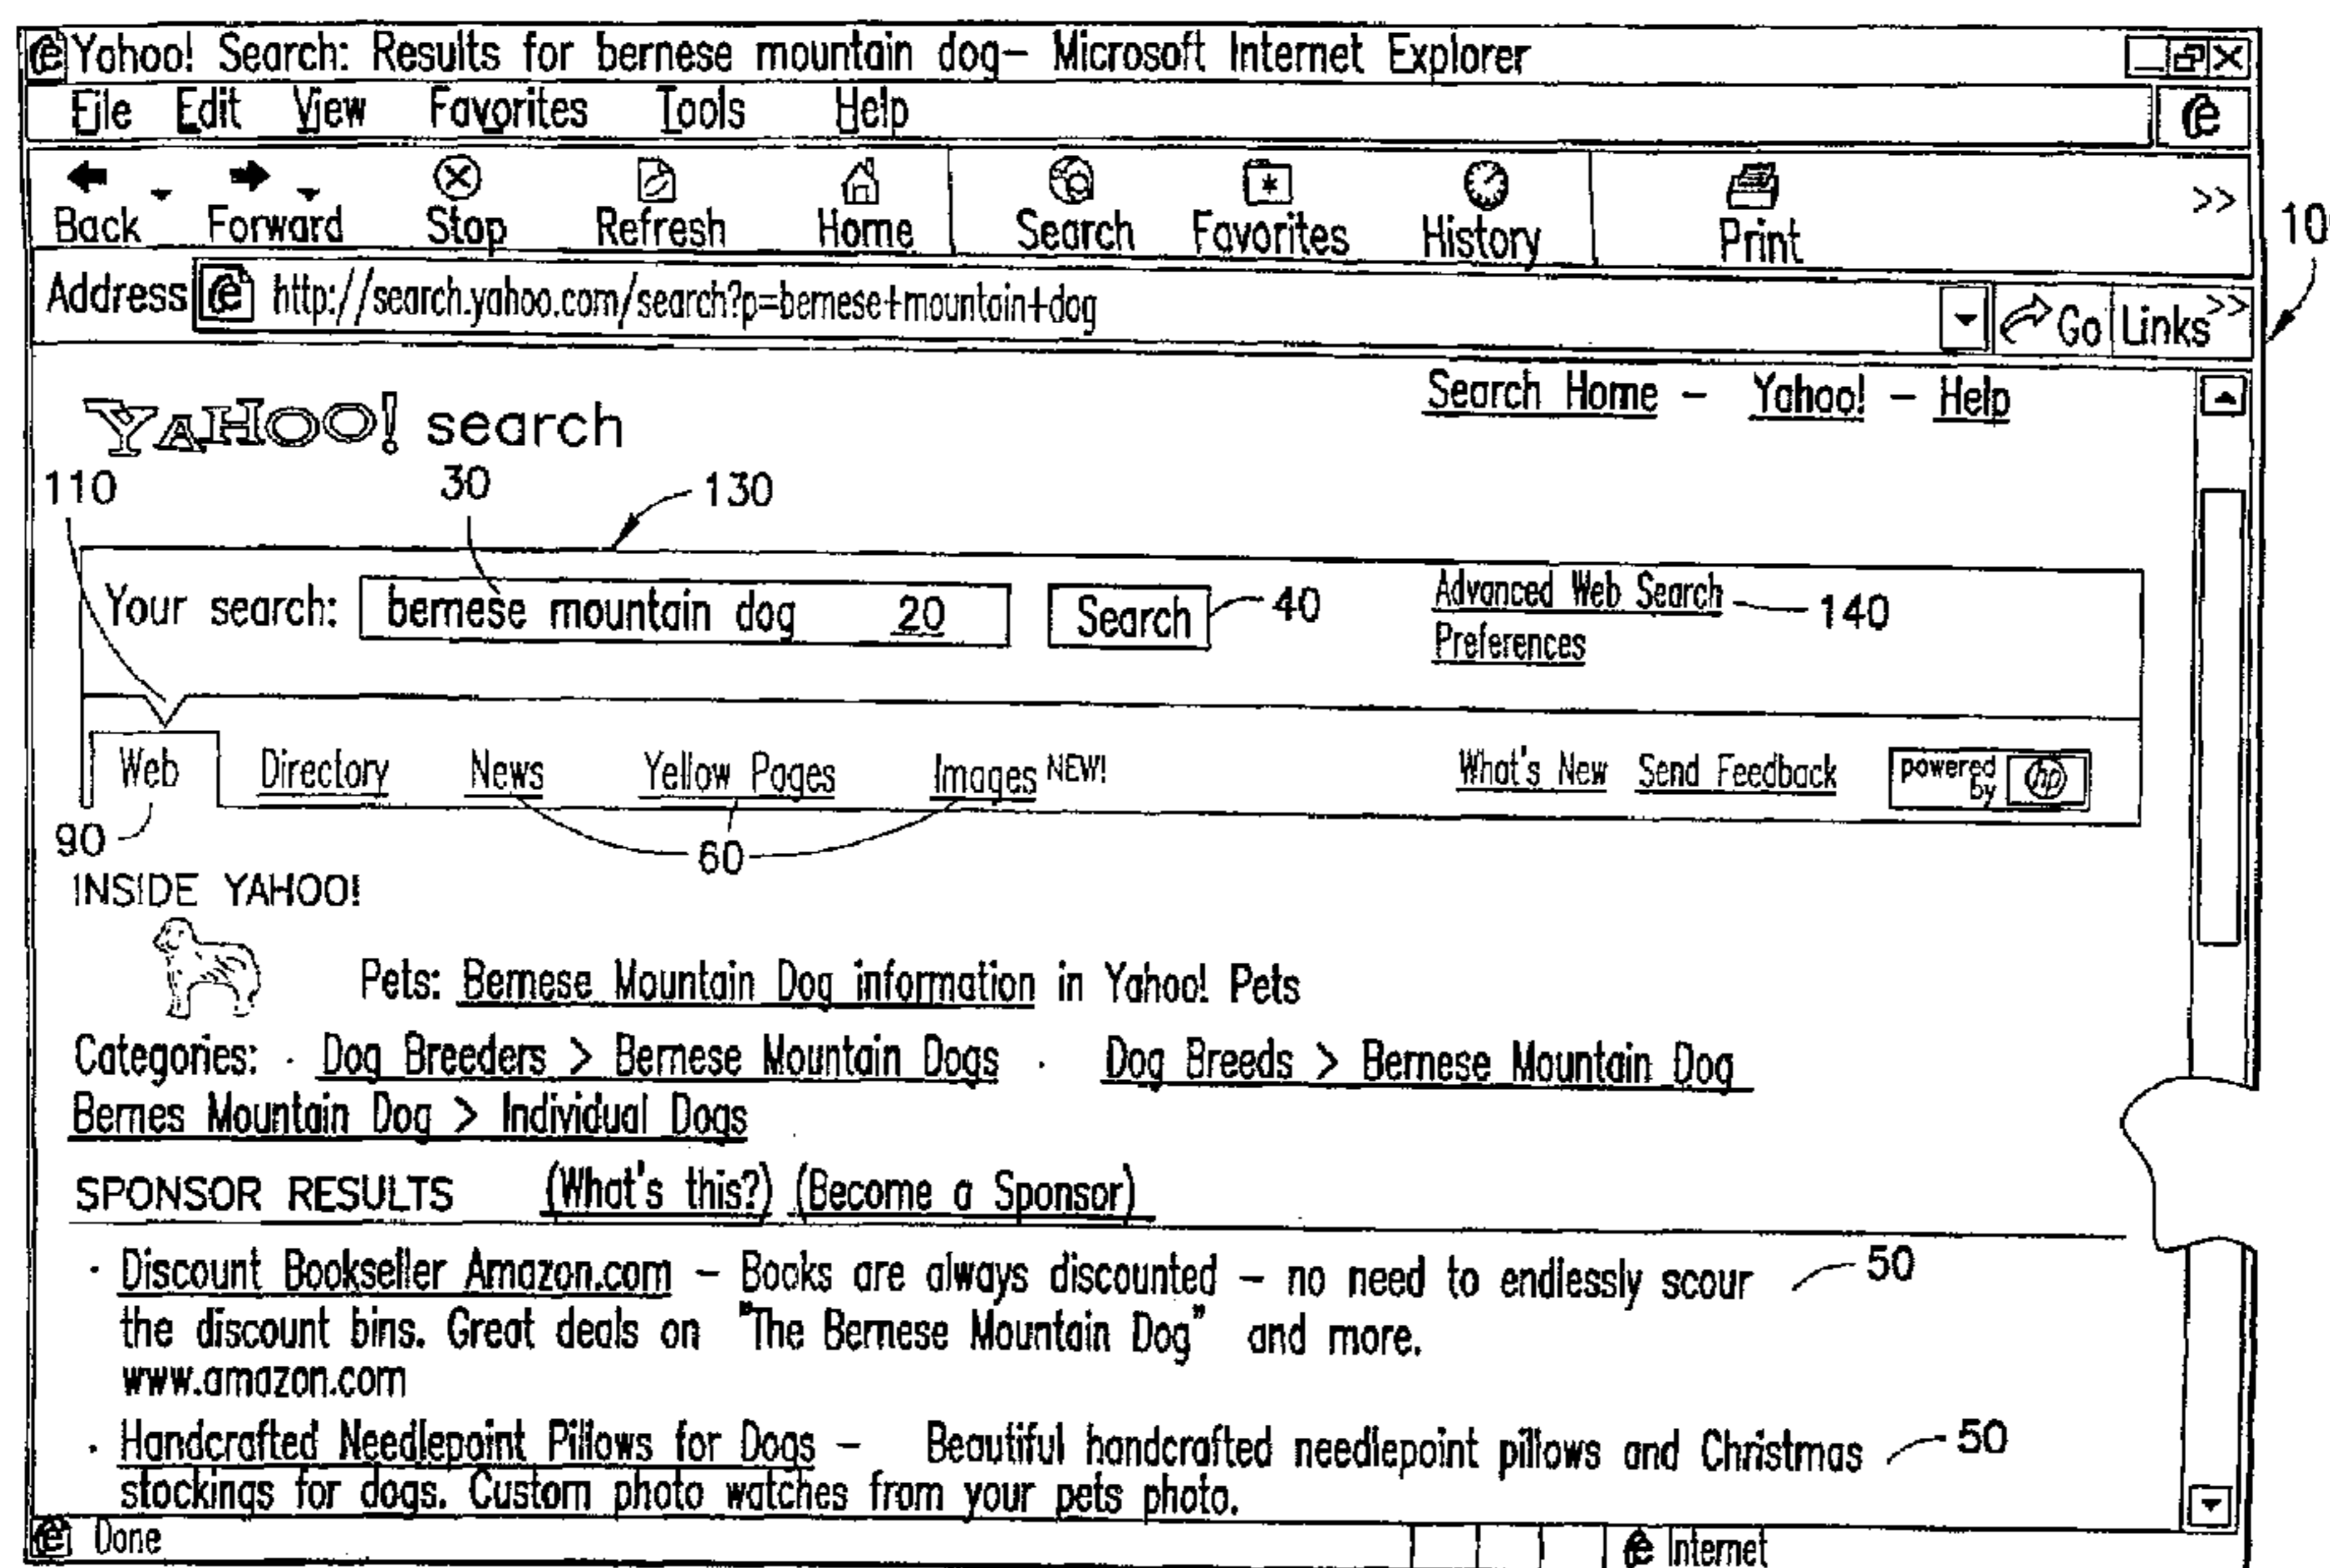 Yahoo! Search: Results for bernese mountain dog– Microsoft Internet Explorer
File Edit View Favorites Tools Help
Back Forward Stop Refresh Home Search Favorites History Print >>
10
Address http://search.yahoo.com/search?p=bernese+mountain+dog Go Links >>
Search Home – Yahoo! – Help
YAHOO! search
110 30 130
Your search: bernese mountain dog 20 Search 40 Advanced Web Search 140
Preferences
Web Directory News Yellow Pages Images NEW! What's New Send Feedback powered by hp
90 60
INSIDE YAHOO!
Pets: Bernese Mountain Dog information in Yahoo! Pets
Categories: · Dog Breeders > Bernese Mountain Dogs · Dog Breeds > Bernese Mountain Dog
Bernes Mountain Dog > Individual Dogs
SPONSOR RESULTS (What's this?) (Become a Sponsor)
· Discount Bookseller Amazon.com – Books are always discounted – no need to endlessly scour 50
the discount bins. Great deals on "The Bernese Mountain Dog" and more.
www.amazon.com
· Handcrafted Needlepoint Pillows for Dogs – Beautiful handcrafted needlepoint pillows and Christmas 50
stockings for dogs. Custom photo watches from your pets photo.
Done Internet